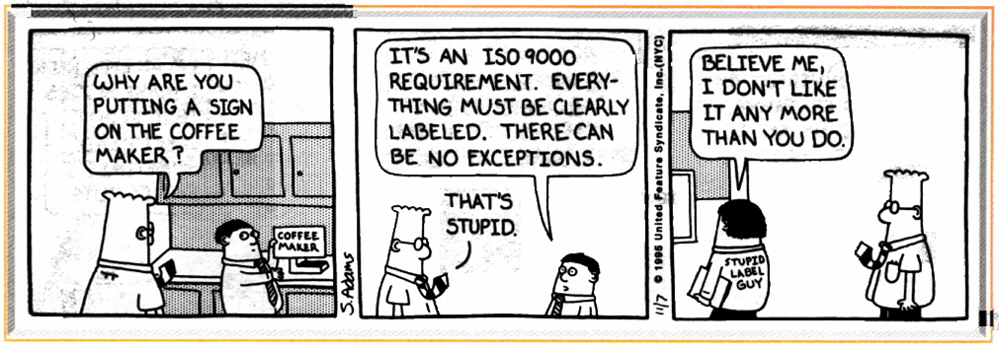 WHY ARE YOU
PUTTING A SIGN
ON THE COFFEE
MAKER?
COFFEE
MAKER
S. Adams
IT'S AN ISO 9000
REQUIREMENT. EVERY-
THING MUST BE CLEARLY
LABELED. THERE CAN
BE NO EXCEPTIONS.
THAT'S
STUPID.
11/7 © 1995 United Feature Syndicate, Inc. (NYC)
BELIEVE ME,
I DON'T LIKE
IT ANY MORE
THAN YOU DO.
STUPID
LABEL
GUY